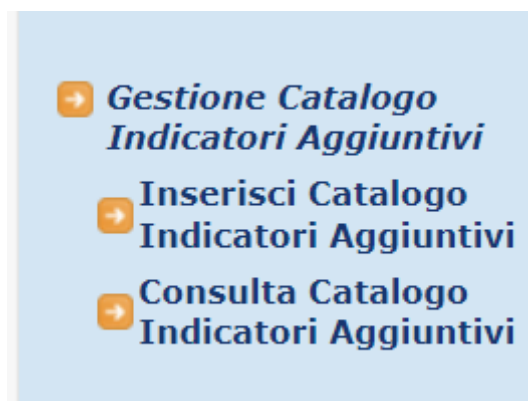 Gestione Catalogo
Indicatori Aggiuntivi
Inserisci Catalogo
Indicatori Aggiuntivi
Consulta Catalogo
Indicatori Aggiuntivi